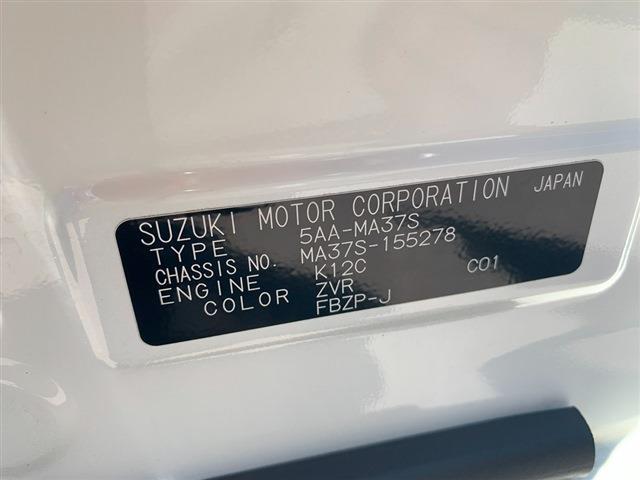 SUZUKI MOTOR CORPORATION JAPAN
TYPE 5AA-MA37S
CHASSIS NO. MA37S-155278
ENGINE K12C C01
COLOR ZVR
FBZP-J